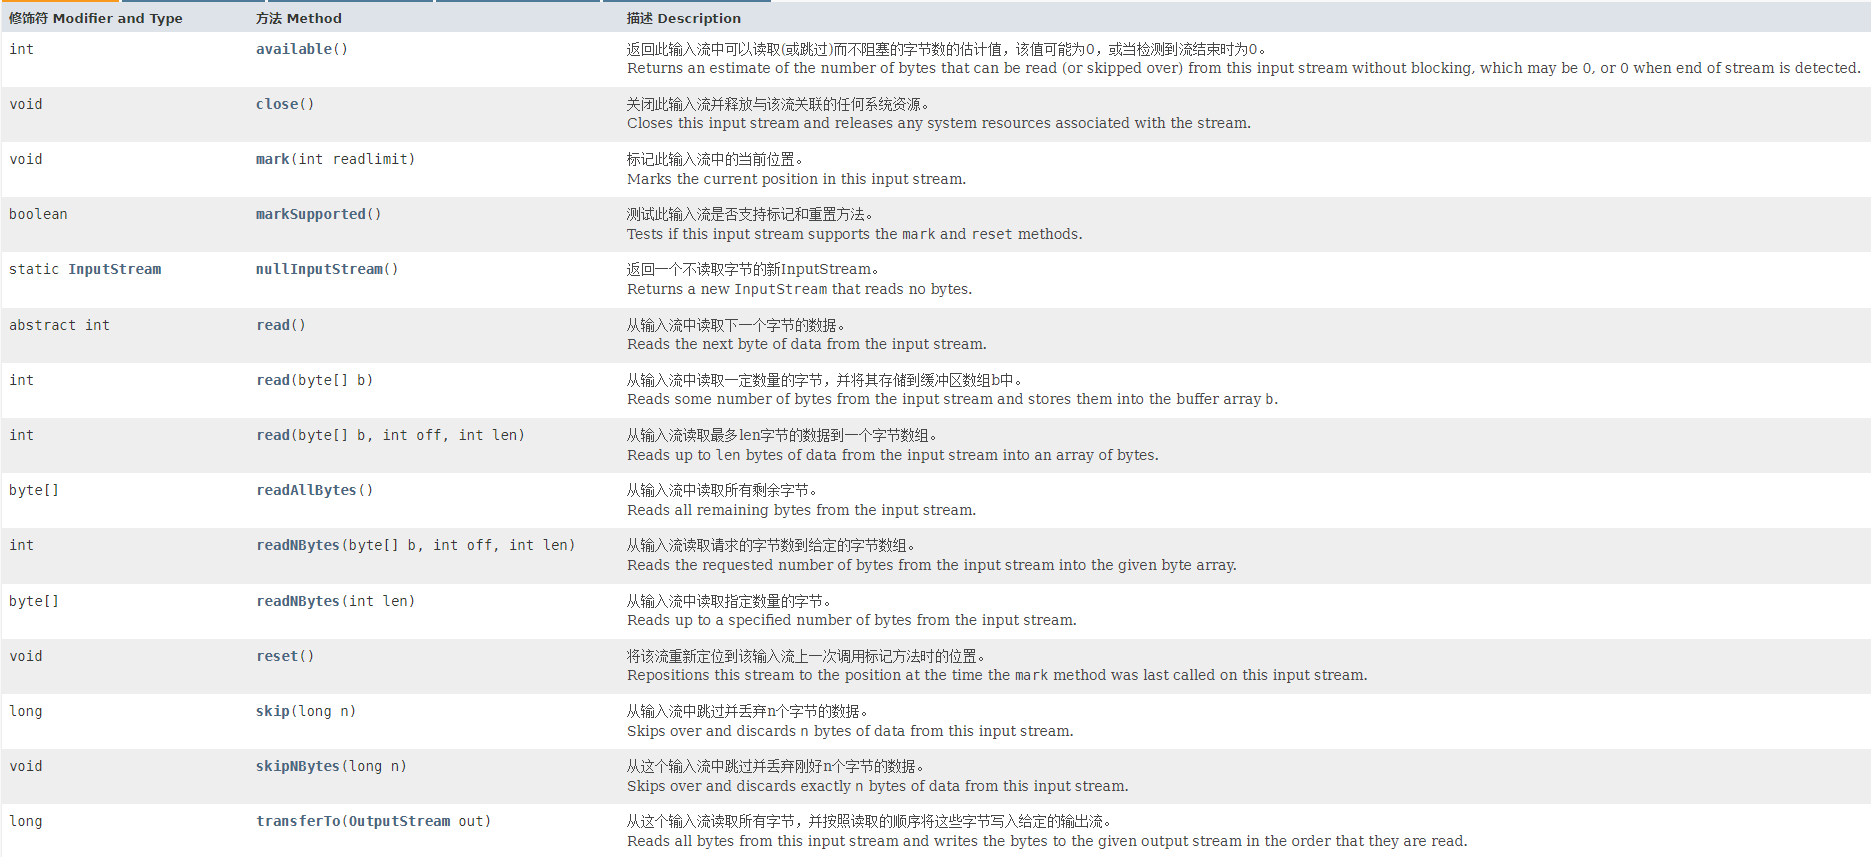 修饰符 Modifier and Type 方法 Method 描述 Description
int available() 返回此输入流中可以读取(或跳过)而不阻塞的字节数的估计值，该值可能为0，或当检测到流结束时为0。
Returns an estimate of the number of bytes that can be read (or skipped over) from this input stream without blocking, which may be 0, or 0 when end of stream is detected.
void close() 关闭此输入流并释放与该流关联的任何系统资源。
Closes this input stream and releases any system resources associated with the stream.
void mark(int readlimit) 标记此输入流中的当前位置。
Marks the current position in this input stream.
boolean markSupported() 测试此输入流是否支持标记和重置方法。
Tests if this input stream supports the mark and reset methods.
static InputStream nullInputStream() 返回一个不读取字节的新InputStream。
Returns a new InputStream that reads no bytes.
abstract int read() 从输入流中读取下一个字节的数据。
Reads the next byte of data from the input stream.
int read(byte[] b) 从输入流中读取一定数量的字节，并将其存储到缓冲区数组b中。
Reads some number of bytes from the input stream and stores them into the buffer array b.
int read(byte[] b, int off, int len) 从输入流读取最多len字节的数据到一个字节数组。
Reads up to len bytes of data from the input stream into an array of bytes.
byte[] readAllBytes() 从输入流中读取所有剩余字节。
Reads all remaining bytes from the input stream.
int readNBytes(byte[] b, int off, int len) 从输入流读取请求的字节数到给定的字节数组。
Reads the requested number of bytes from the input stream into the given byte array.
byte[] readNBytes(int len) 从输入流中读取指定数量的字节。
Reads up to a specified number of bytes from the input stream.
void reset() 将该流重新定位到该输入流上一次调用标记方法时的位置。
Repositions this stream to the position at the time the mark method was last called on this input stream.
long skip(long n) 从输入流中跳过并丢弃n个字节的数据。
Skips over and discards n bytes of data from this input stream.
void skipNBytes(long n) 从这个输入流中跳过并丢弃刚好n个字节的数据。
Skips over and discards exactly n bytes of data from this input stream.
long transferTo(OutputStream out) 从这个输入流读取所有字节，并按照读取的顺序将这些字节写入给定的输出流。
Reads all bytes from this input stream and writes the bytes to the given output stream in the order that they are read.